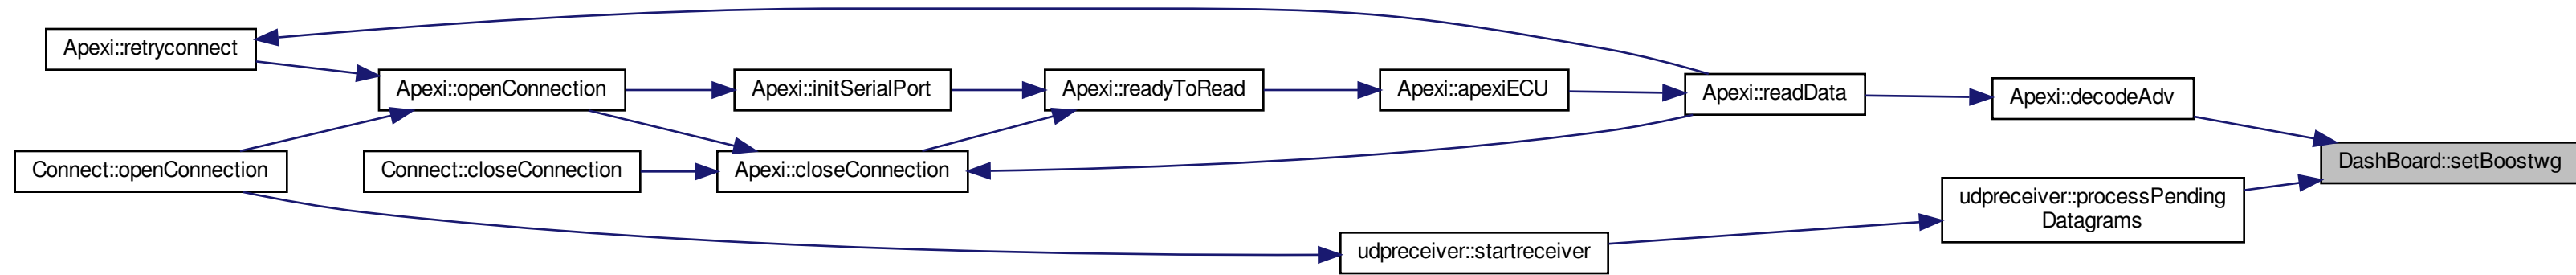 Apexi::retryconnect
Apexi::openConnection
Apexi::initSerialPort
Apexi::readyToRead
Apexi::apexiECU
Apexi::readData
Apexi::decodeAdv
Connect::openConnection
Connect::closeConnection
Apexi::closeConnection
DashBoard::setBoostwg
udpreceiver::processPending
Datagrams
udpreceiver::startreceiver